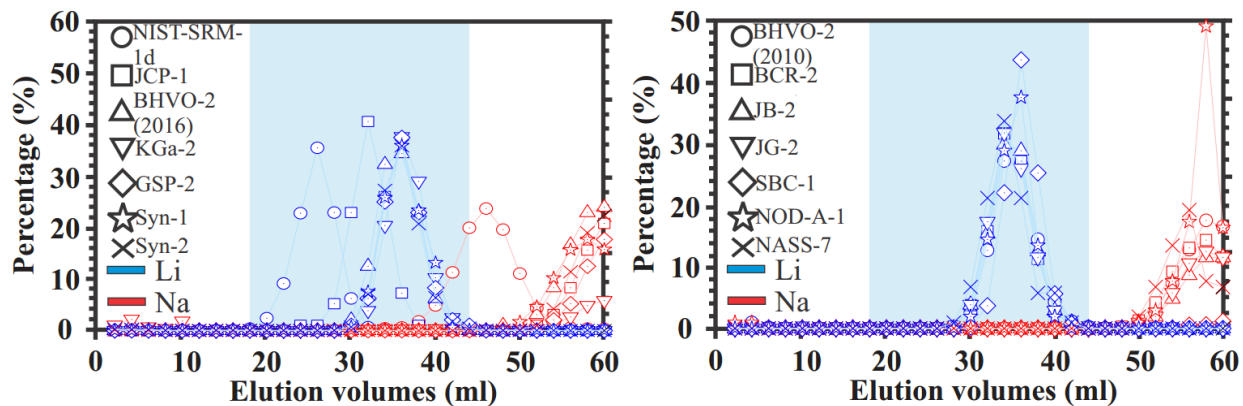 Percentage (%)
60
50
40
30
20
10
0
NIST-SRM-
1d
JCP-1
BHVO-2
(2016)
KGa-2
GSP-2
Syn-1
Syn-2
Li
Na
0 10 20 30 40 50 60
Elution volumes (ml)
Percentage (%)
50
40
30
20
10
0
BHVO-2
(2010)
BCR-2
JB-2
JG-2
SBC-1
NOD-A-1
NASS-7
Li
Na
0 10 20 30 40 50 60
Elution volumes (ml)